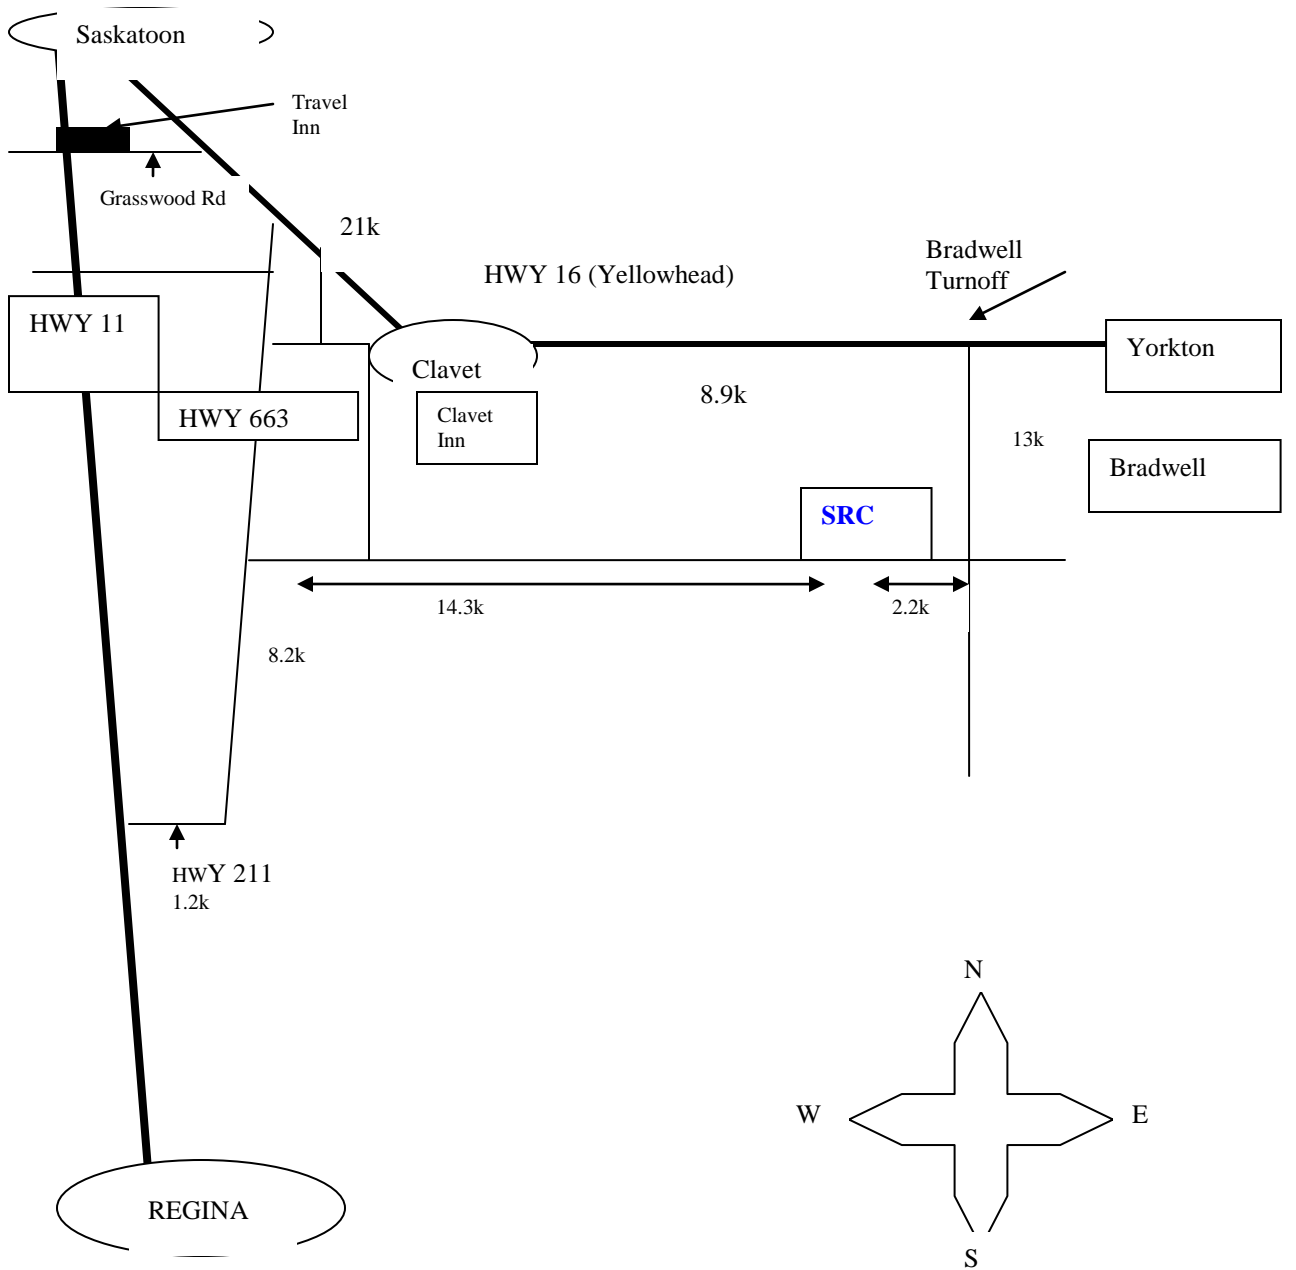 Saskatoon
Travel
Inn
Grasswood Rd
21k
Bradwell
Turnoff
HWY 16 (Yellowhead)
HWY 11
Yorkton
Clavet
8.9k
HWY 663
Clavet
Inn
13k
Bradwell
SRC
14.3k
2.2k
8.2k
HWY 211
1.2k
N
W
E
S
REGINA